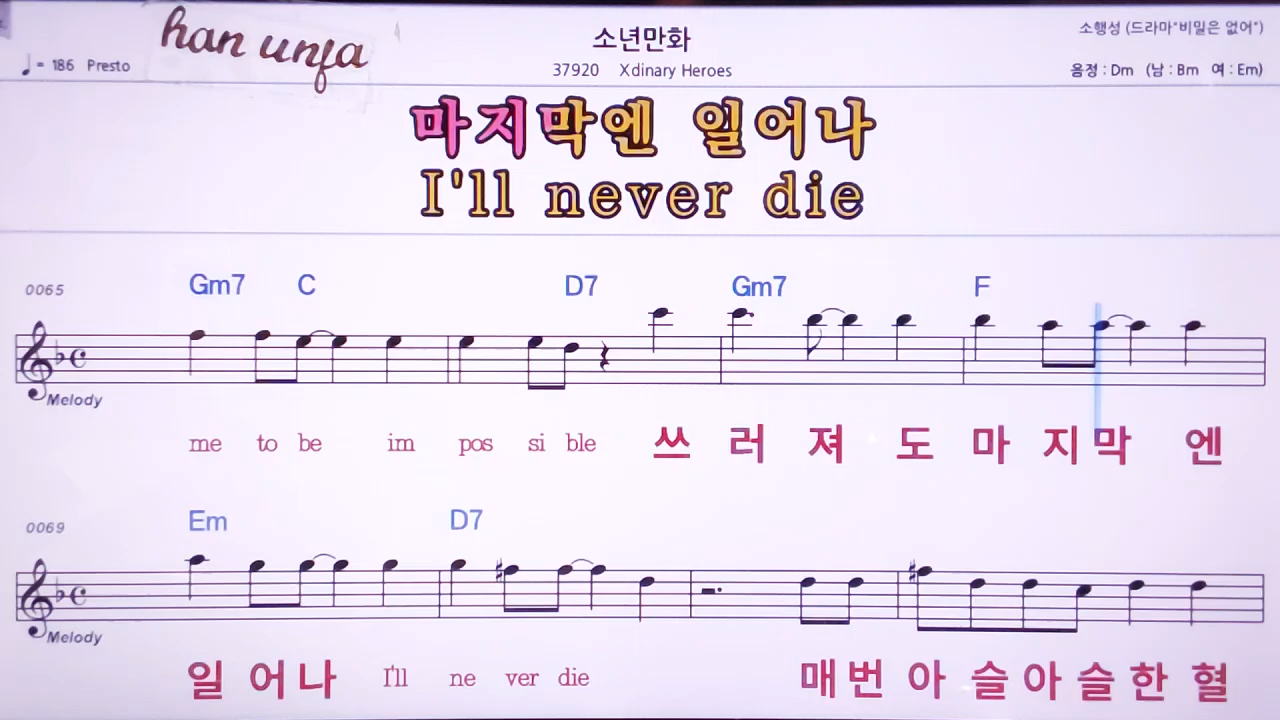 han unfa
소년만화
소행성 (드라마"비밀은 없어")
♩ = 186 Presto
37920 Xdinary Heroes
음정 : Dm (남 : Bm 여 : Em)
마지막엔 일어나
I'll never die
0065 Gm7 C D7 Gm7 F
Melody
me to be im pos si ble 쓰 러 져 도 마 지 막 엔
0069 Em D7
Melody
일 어 나 I'll ne ver die 매 번 아 슬 아 슬 한 혈